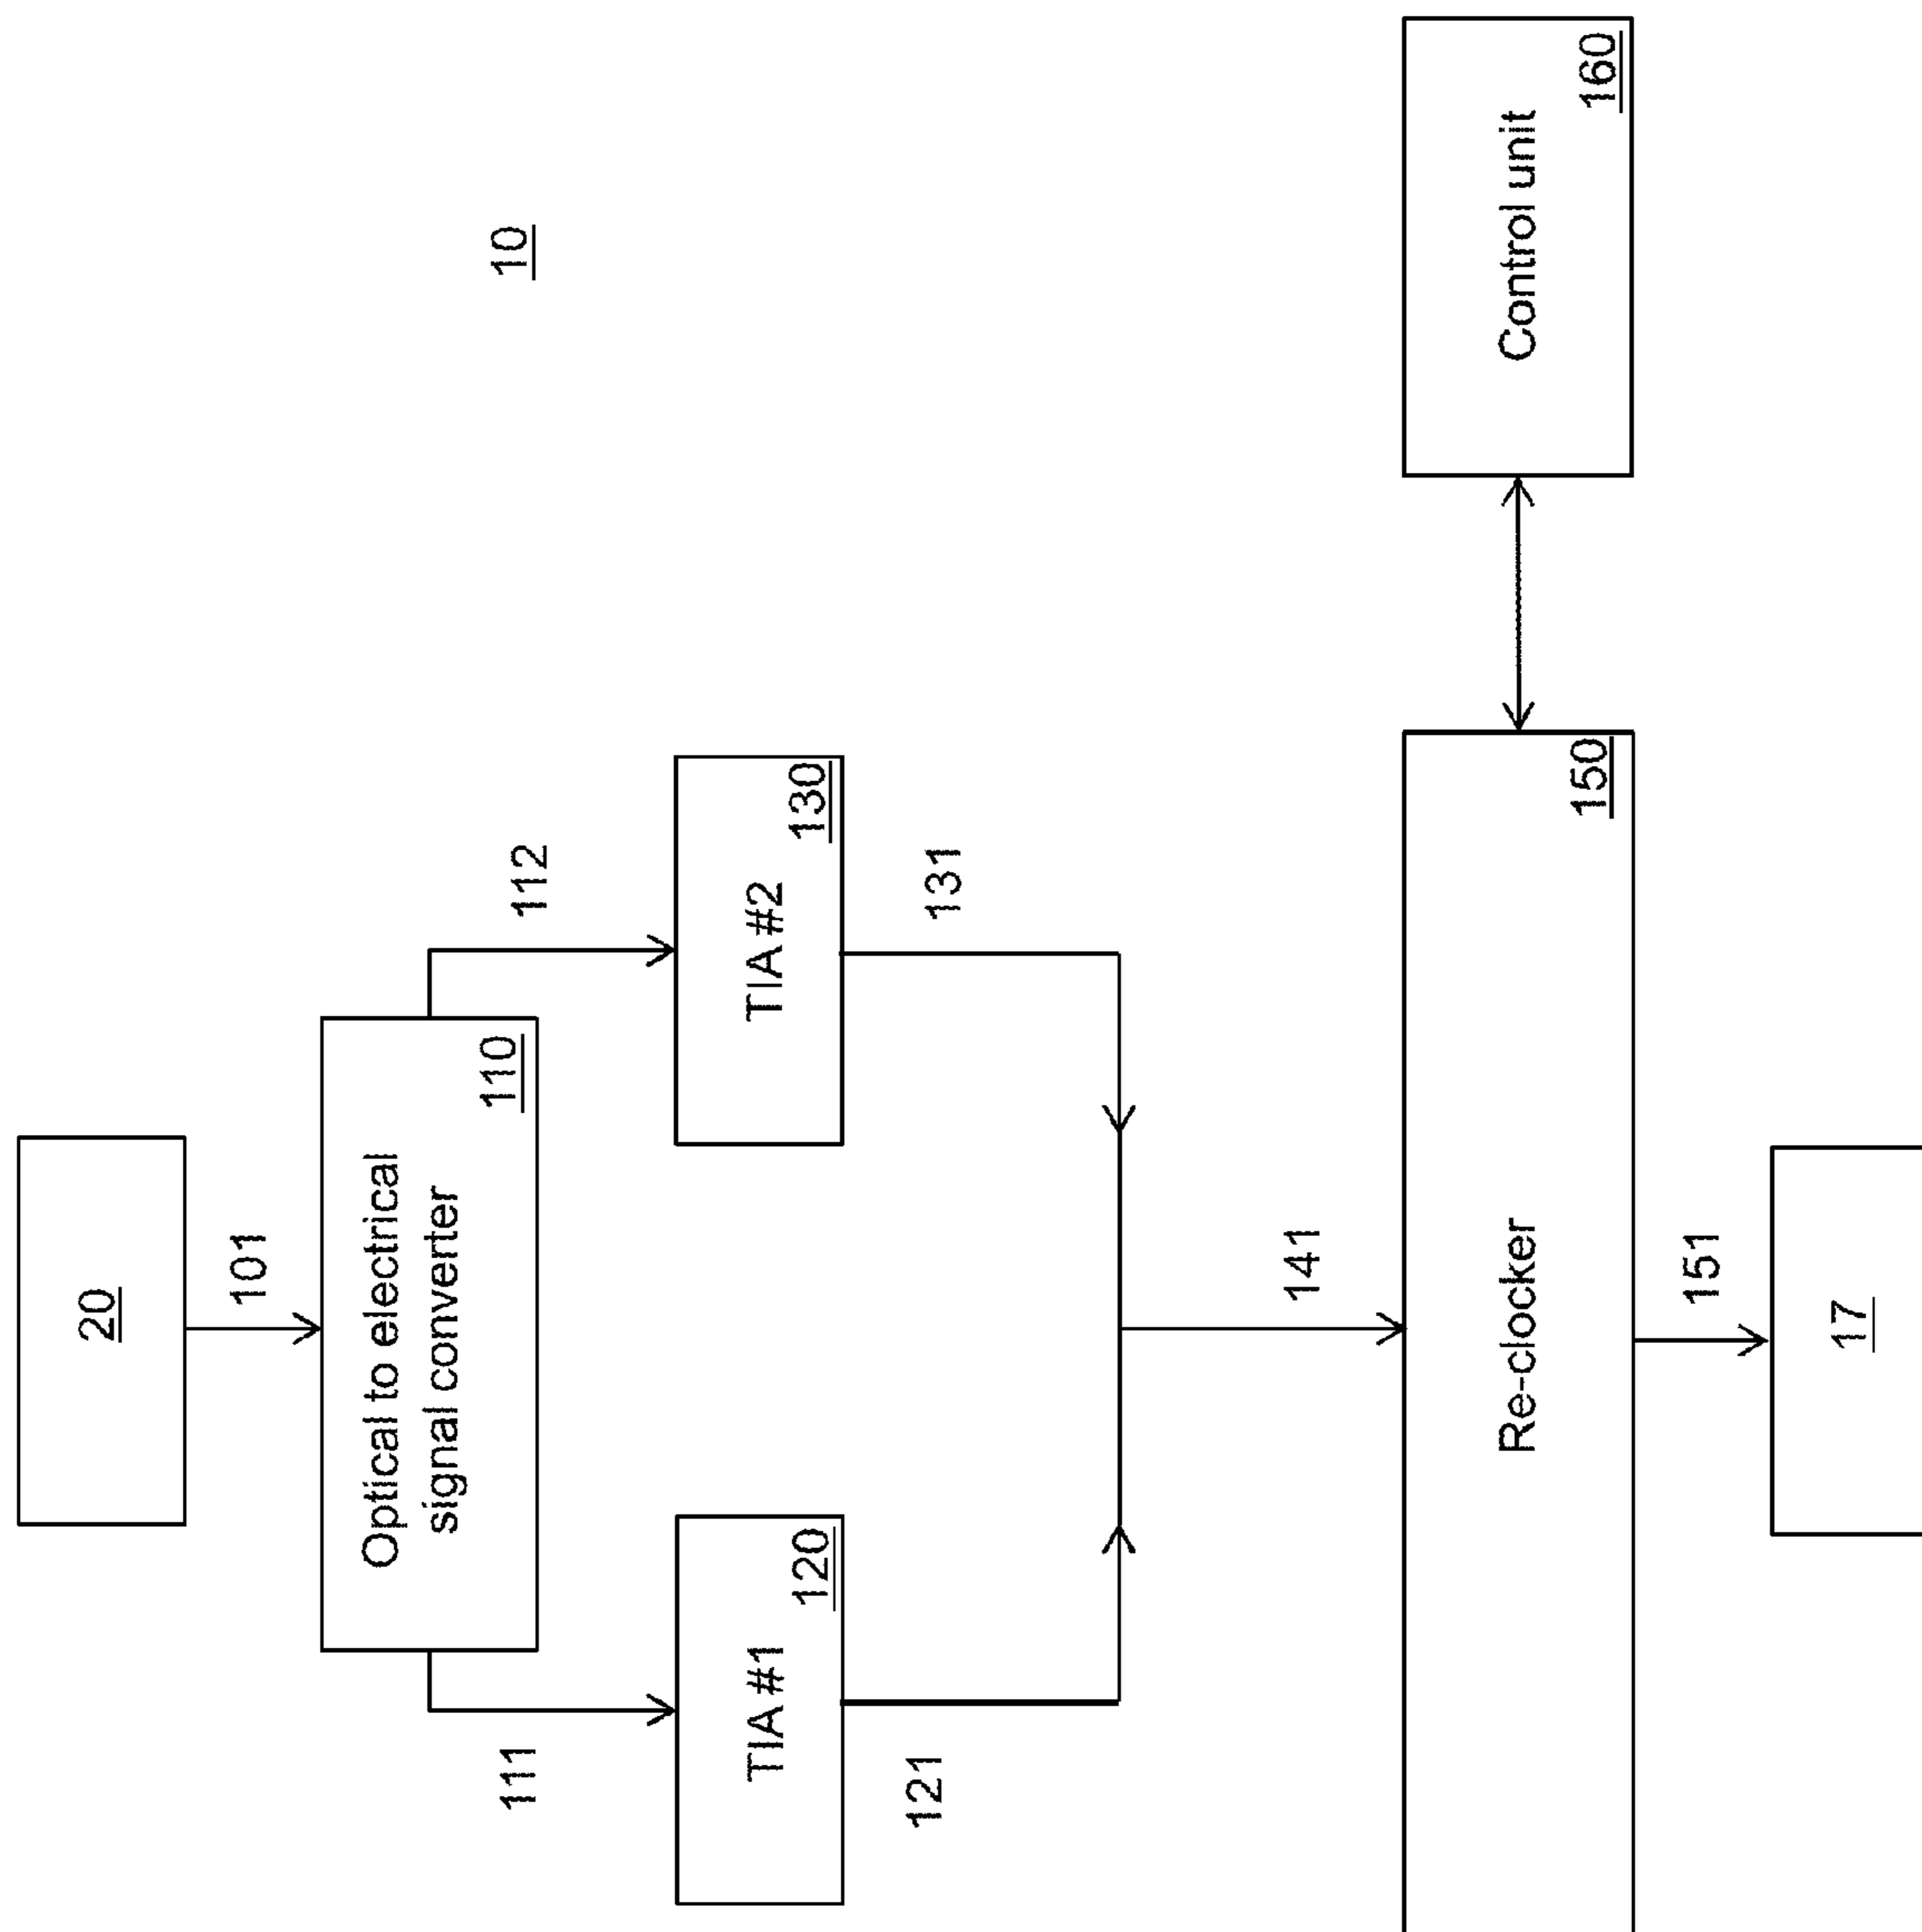 10
20
101
Optical to electrical
signal converter
110
111
112
TIA #1
120
TIA #2
130
121
131
141
Re-clocker
150
Control unit
160
151
17